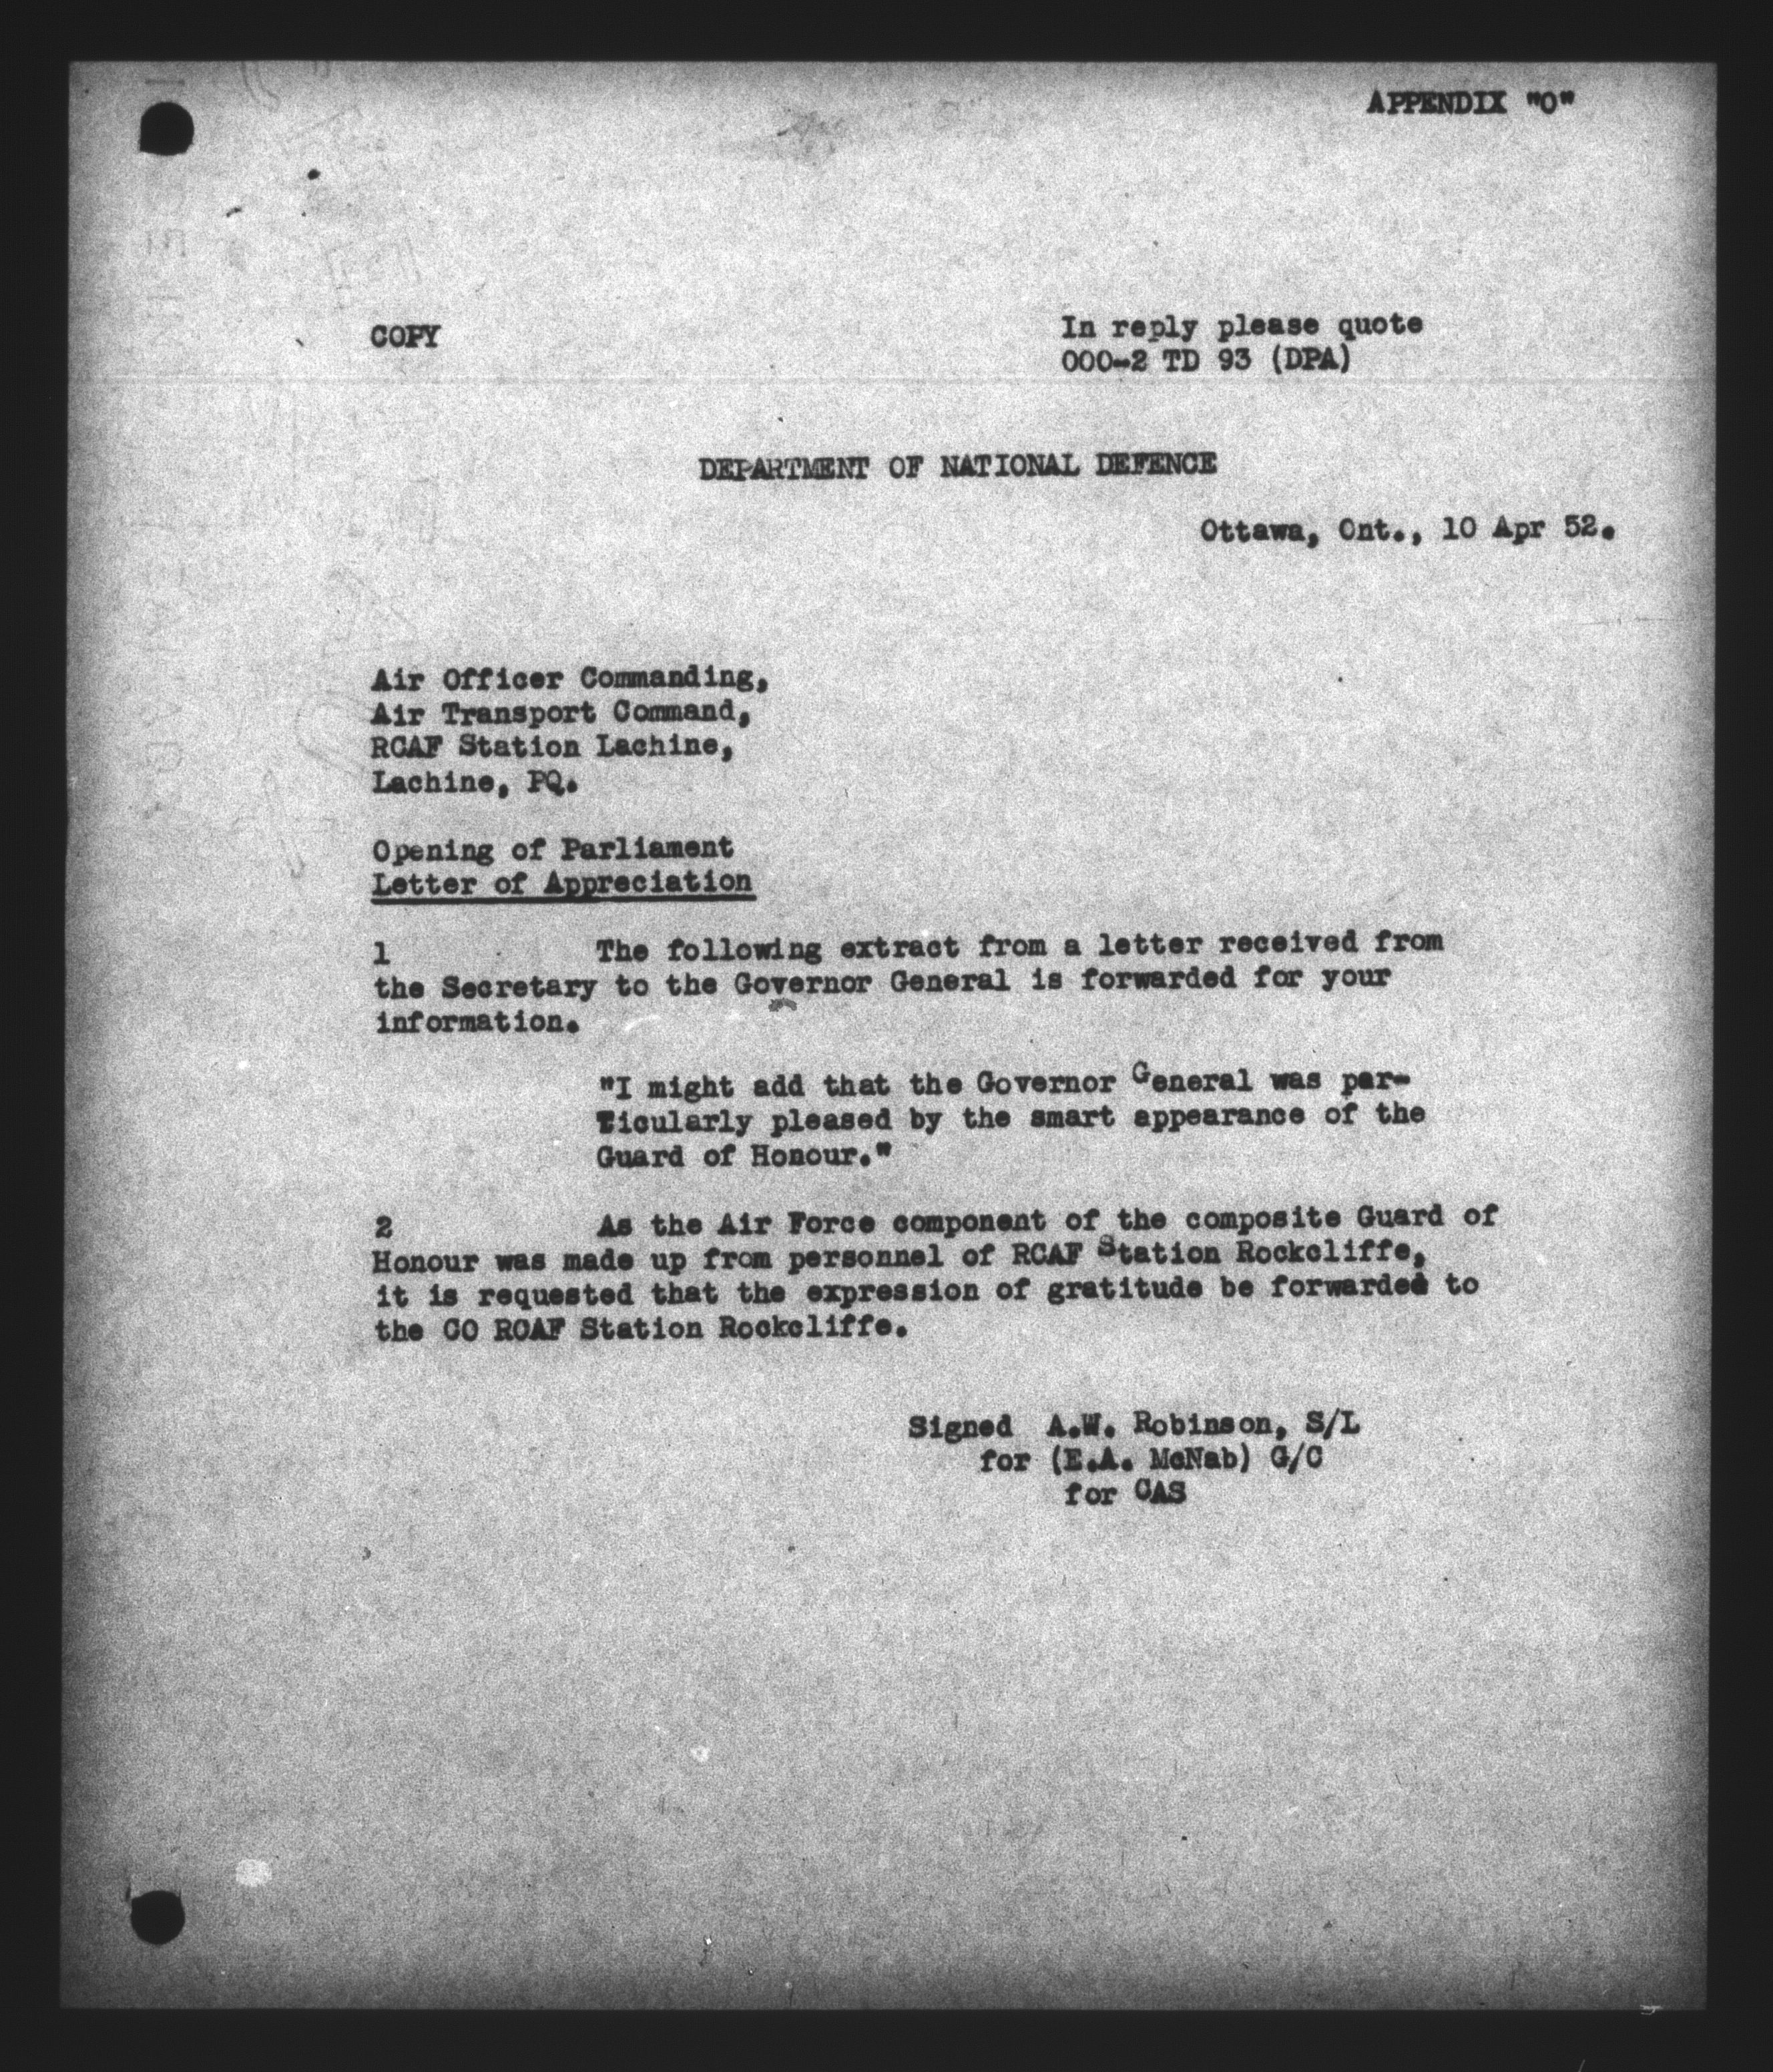 APPENDIX "O"
COPY
In reply please quote
000-2 TD 93 (DPA)
DEPARTMENT OF NATIONAL DEFENCE
Ottawa, Ont., 10 Apr 52.
Air Officer Commanding,
Air Transport Command,
RCAF Station Lachine,
Lachine, PQ.
Opening of Parliament
Letter of Appreciation
1 The following extract from a letter received from
the Secretary to the Governor General is forwarded for your
information.
"I might add that the Governor General was par-
ticularly pleased by the smart appearance of the
Guard of Honour."
2 As the Air Force component of the composite Guard of
Honour was made up from personnel of RCAF Station Rockcliffe,
it is requested that the expression of gratitude be forwarded to
the CO RCAF Station Rockcliffe.
Signed A.W. Robinson, S/L
for (E.A. McNab) G/C
for CAS